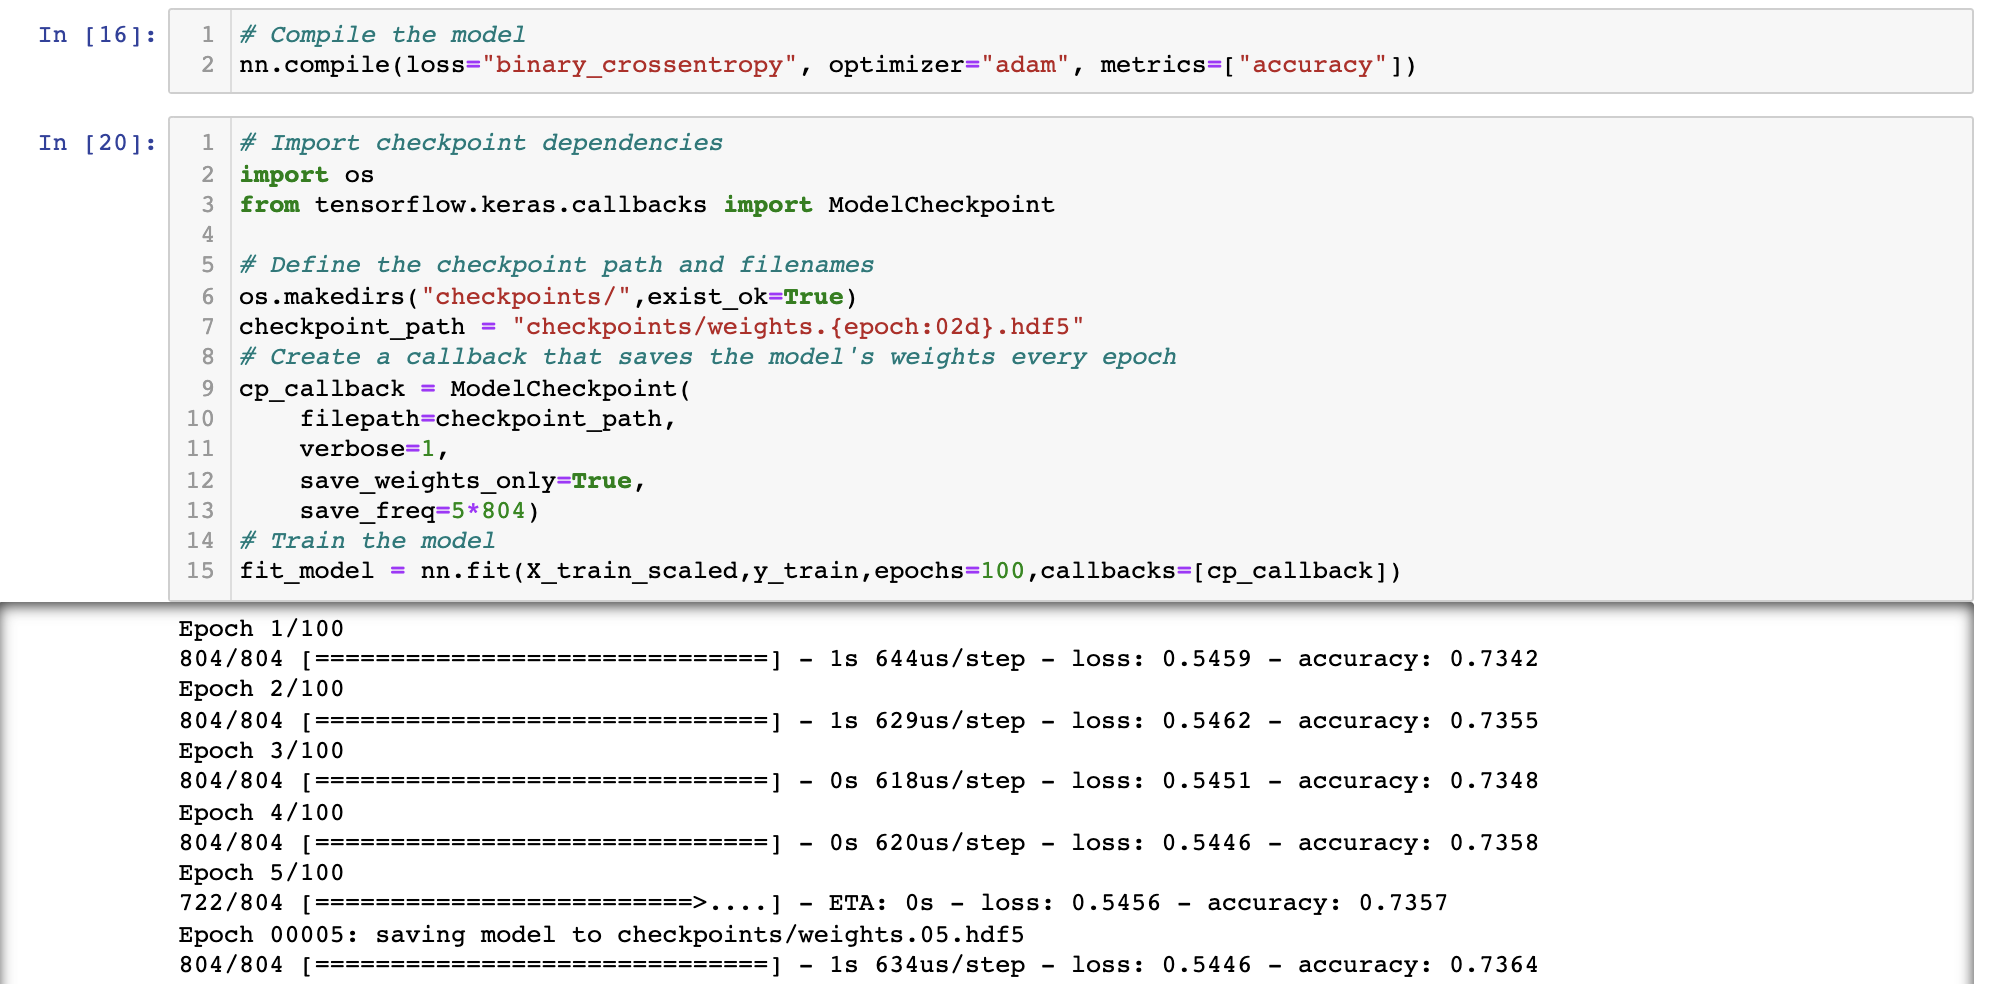 In [16]:
1 # Compile the model
2 nn.compile(loss="binary_crossentropy", optimizer="adam", metrics=["accuracy"])
In [20]:
1 # Import checkpoint dependencies
2 import os
3 from tensorflow.keras.callbacks import ModelCheckpoint
4
5 # Define the checkpoint path and filenames
6 os.makedirs("checkpoints/",exist_ok=True)
7 checkpoint_path = "checkpoints/weights.{epoch:02d}.hdf5"
8 # Create a callback that saves the model's weights every epoch
9 cp_callback = ModelCheckpoint(
10     filepath=checkpoint_path,
11     verbose=1,
12     save_weights_only=True,
13     save_freq=5*804)
14 # Train the model
15 fit_model = nn.fit(X_train_scaled,y_train,epochs=100,callbacks=[cp_callback])
Epoch 1/100
804/804 [==============================] - 1s 644us/step - loss: 0.5459 - accuracy: 0.7342
Epoch 2/100
804/804 [==============================] - 1s 629us/step - loss: 0.5462 - accuracy: 0.7355
Epoch 3/100
804/804 [==============================] - 0s 618us/step - loss: 0.5451 - accuracy: 0.7348
Epoch 4/100
804/804 [==============================] - 0s 620us/step - loss: 0.5446 - accuracy: 0.7358
Epoch 5/100
722/804 [=========================>....] - ETA: 0s - loss: 0.5456 - accuracy: 0.7357
Epoch 00005: saving model to checkpoints/weights.05.hdf5
804/804 [==============================] - 1s 634us/step - loss: 0.5446 - accuracy: 0.7364